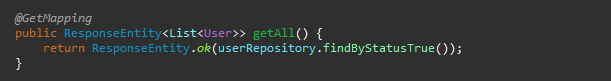 @GetMapping
public ResponseEntity<List<User>> getAll() {
return ResponseEntity.ok(userRepository.findByStatusTrue());
}